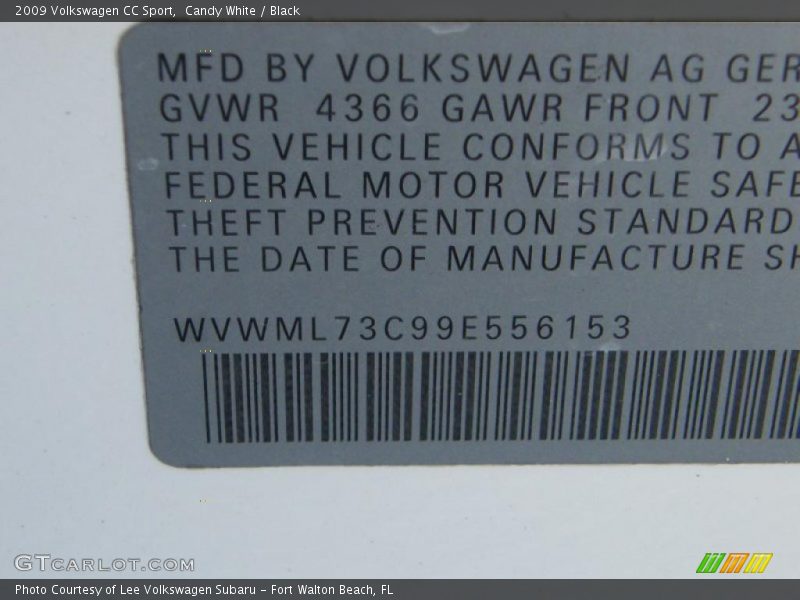 2009 Volkswagen CC Sport, Candy White / Black
MFD BY VOLKSWAGEN AG GER
GVWR 4366 GAWR FRONT 23
THIS VEHICLE CONFORMS TO A
FEDERAL MOTOR VEHICLE SAFE
THEFT PREVENTION STANDARD
THE DATE OF MANUFACTURE SH
WVWML73C99E556153
GTCARLOT.COM
Photo Courtesy of Lee Volkswagen Subaru - Fort Walton Beach, FL